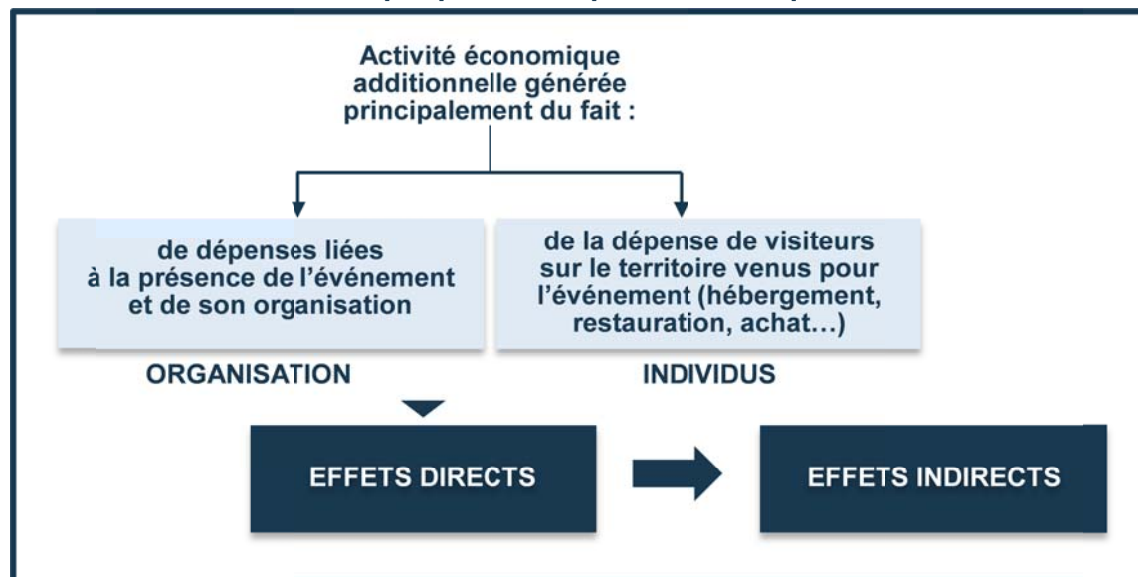 Activité économique
additionnelle générée
principalement du fait :
de dépenses liées
à la présence de l'événement
et de son organisation
de la dépense de visiteurs
sur le territoire venus pour
l'événement (hébergement,
restauration, achat...)
ORGANISATION
INDIVIDUS
EFFETS DIRECTS
EFFETS INDIRECTS